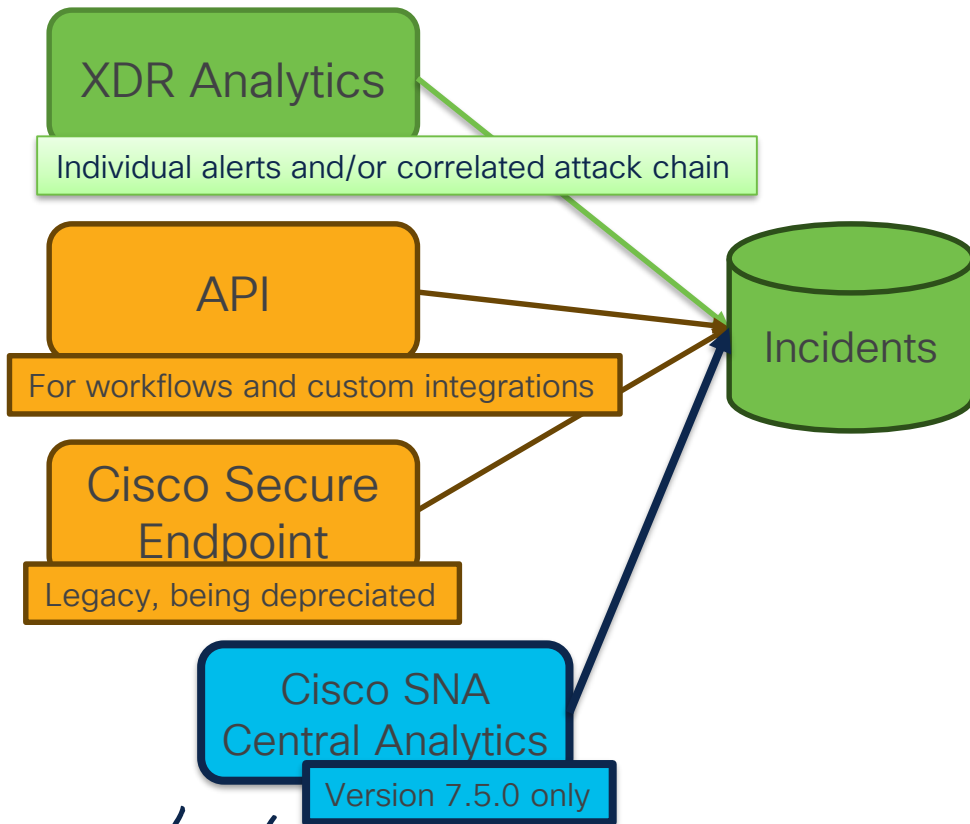 XDR Analytics
Individual alerts and/or correlated attack chain
API
For workflows and custom integrations
Incidents
Cisco Secure
Endpoint
Legacy, being depreciated
Cisco SNA
Central Analytics
Version 7.5.0 only